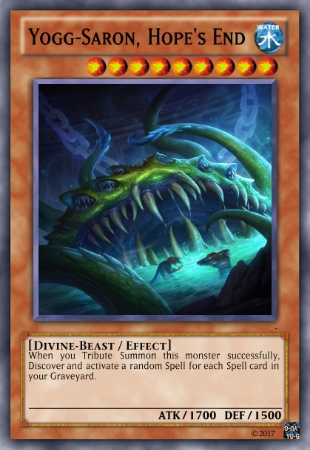 Yogg-Saron, Hope's End
WATER
水
-
[Divine-Beast / Effect]
When you Tribute Summon this monster successfully,
Discover and activate a random Spell for each Spell card in
your Graveyard.
ATK / 1700 DEF / 1500
©2017